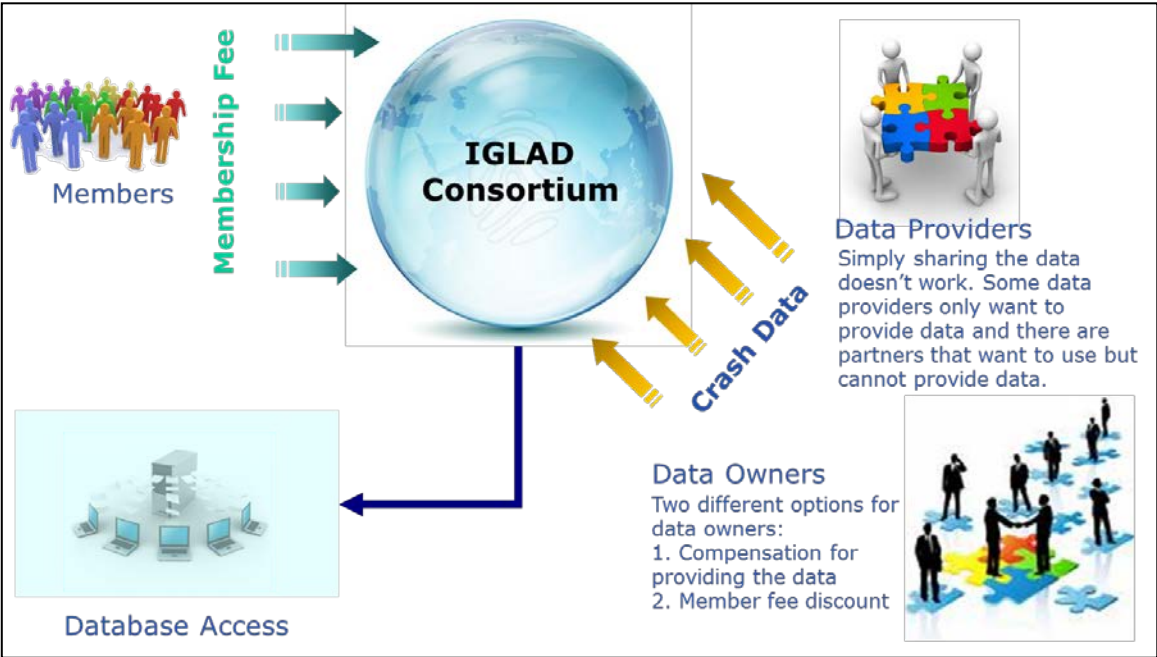 Members
Membership Fee
IGLAD
Consortium
Crash Data
Data Providers
Simply sharing the data
doesn’t work. Some data
providers only want to
provide data and there are
partners that want to use but
cannot provide data.
Data Owners
Two different options for
data owners:
1. Compensation for
providing the data
2. Member fee discount
Database Access